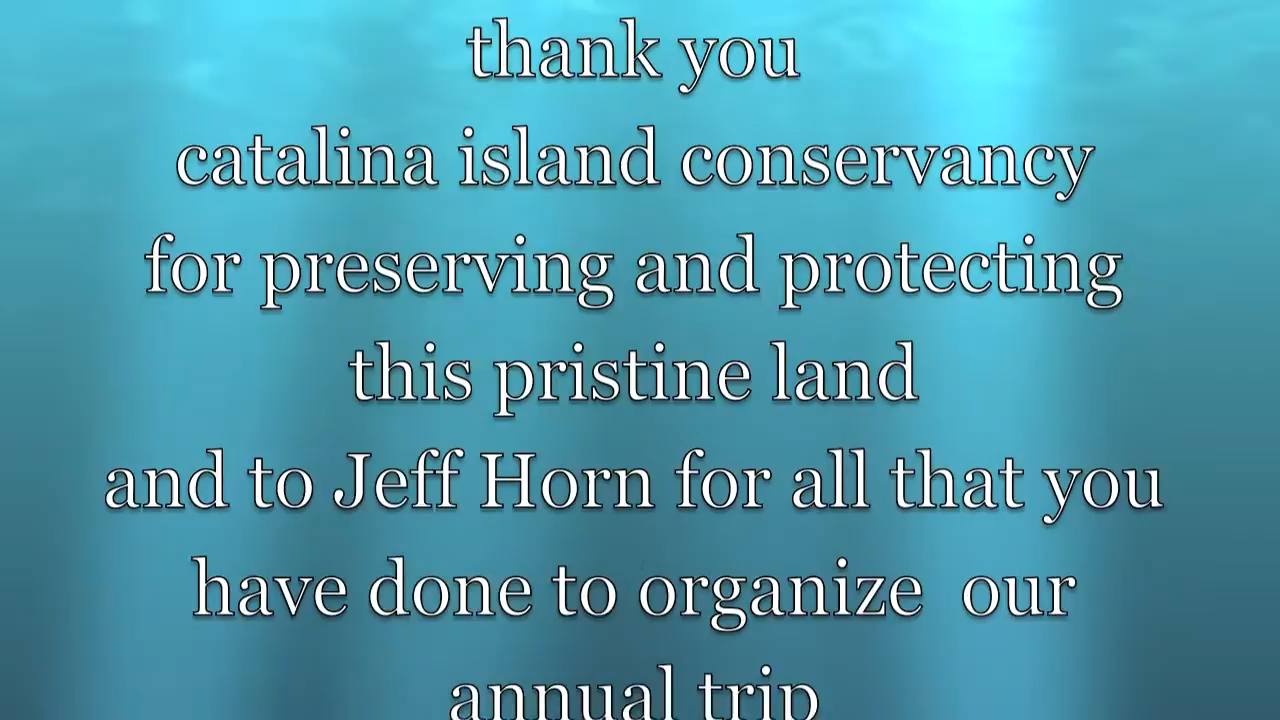 thank you
catalina island conservancy
for preserving and protecting
this pristine land
and to Jeff Horn for all that you
have done to organize  our
annual trip